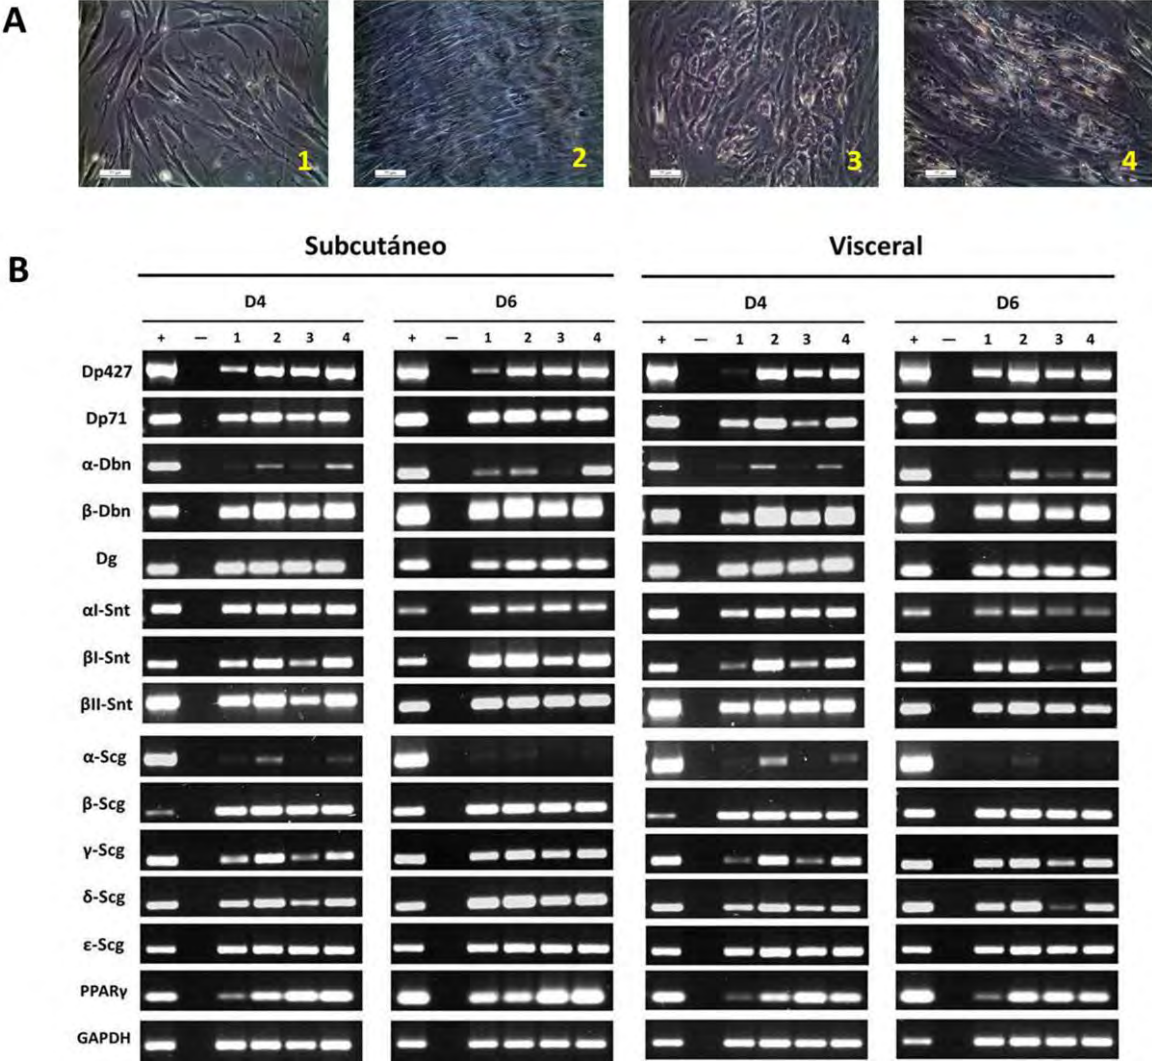 A
1 2 3 4
Subcutáneo Visceral
B
D4 D6 D4 D6
+ — 1 2 3 4 + — 1 2 3 4 + — 1 2 3 4 + — 1 2 3 4
Dp427
Dp71
α-Dbn
β-Dbn
Dg
αI-Snt
βI-Snt
βII-Snt
α-Scg
β-Scg
γ-Scg
δ-Scg
ε-Scg
PPARγ
GAPDH